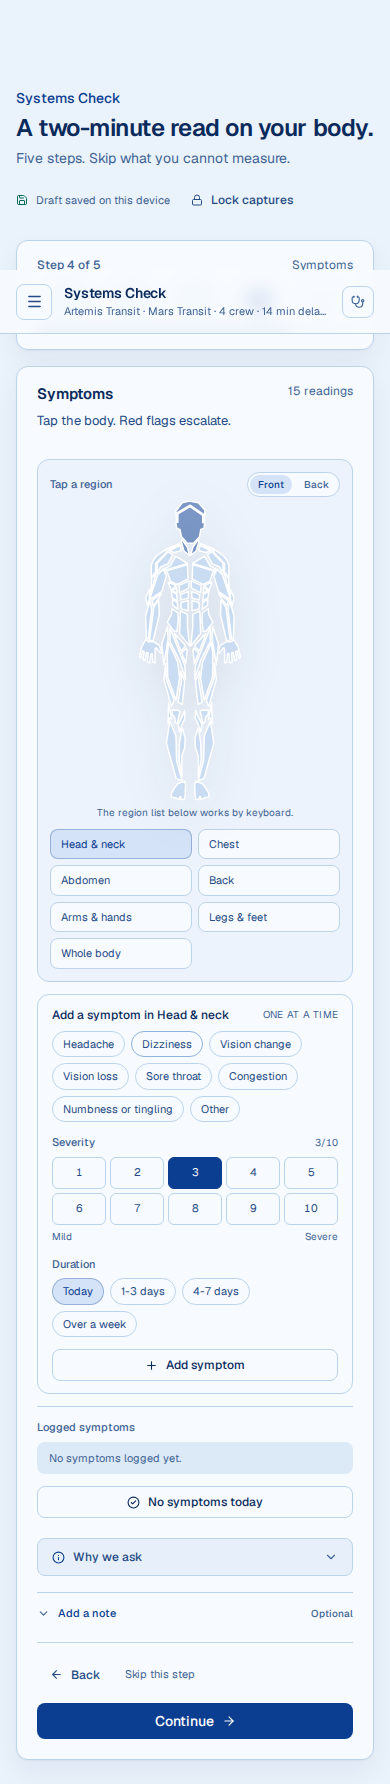 Systems Check
A two-minute read on your body.
Five steps. Skip what you cannot measure.
Draft saved on this device Lock captures
Step 4 of 5 Symptoms
Systems Check
Artemis Transit · Mars Transit · 4 crew · 14 min dela...
Symptoms 15 readings
Tap the body. Red flags escalate.
Tap a region Front Back
The region list below works by keyboard.
Head & neck Chest
Abdomen Back
Arms & hands Legs & feet
Whole body
Add a symptom in Head & neck ONE AT A TIME
Headache Dizziness Vision change
Vision loss Sore throat Congestion
Numbness or tingling Other
Severity 3/10
1 2 3 4 5
6 7 8 9 10
Mild Severe
Duration
Today 1-3 days 4-7 days
Over a week
+ Add symptom
Logged symptoms
No symptoms logged yet.
No symptoms today
Why we ask
Add a note Optional
Back Skip this step
Continue